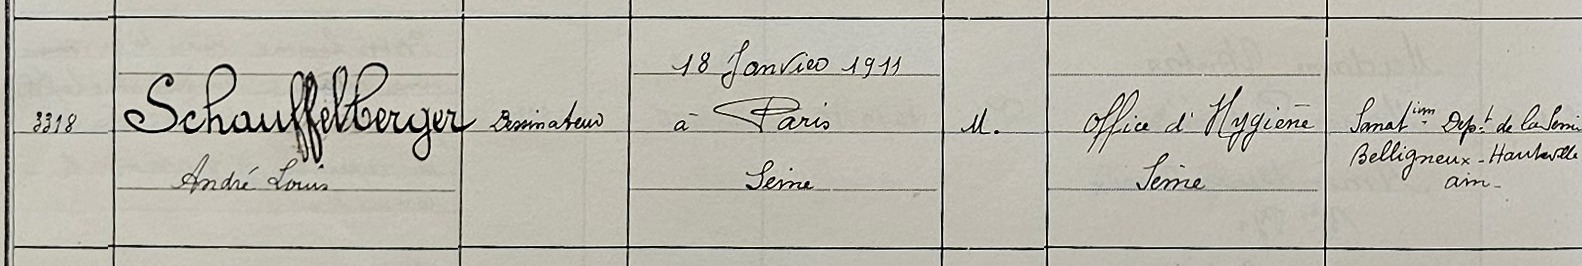 3318
Schauffelberger
André Louis
Dessinateur
18 Janvier 1911
à Paris
Seine
M.
Office d'Hygiène
Seine
Sanat^ium Dép^t de la Seine
Belligneux - Hauteville
ain -